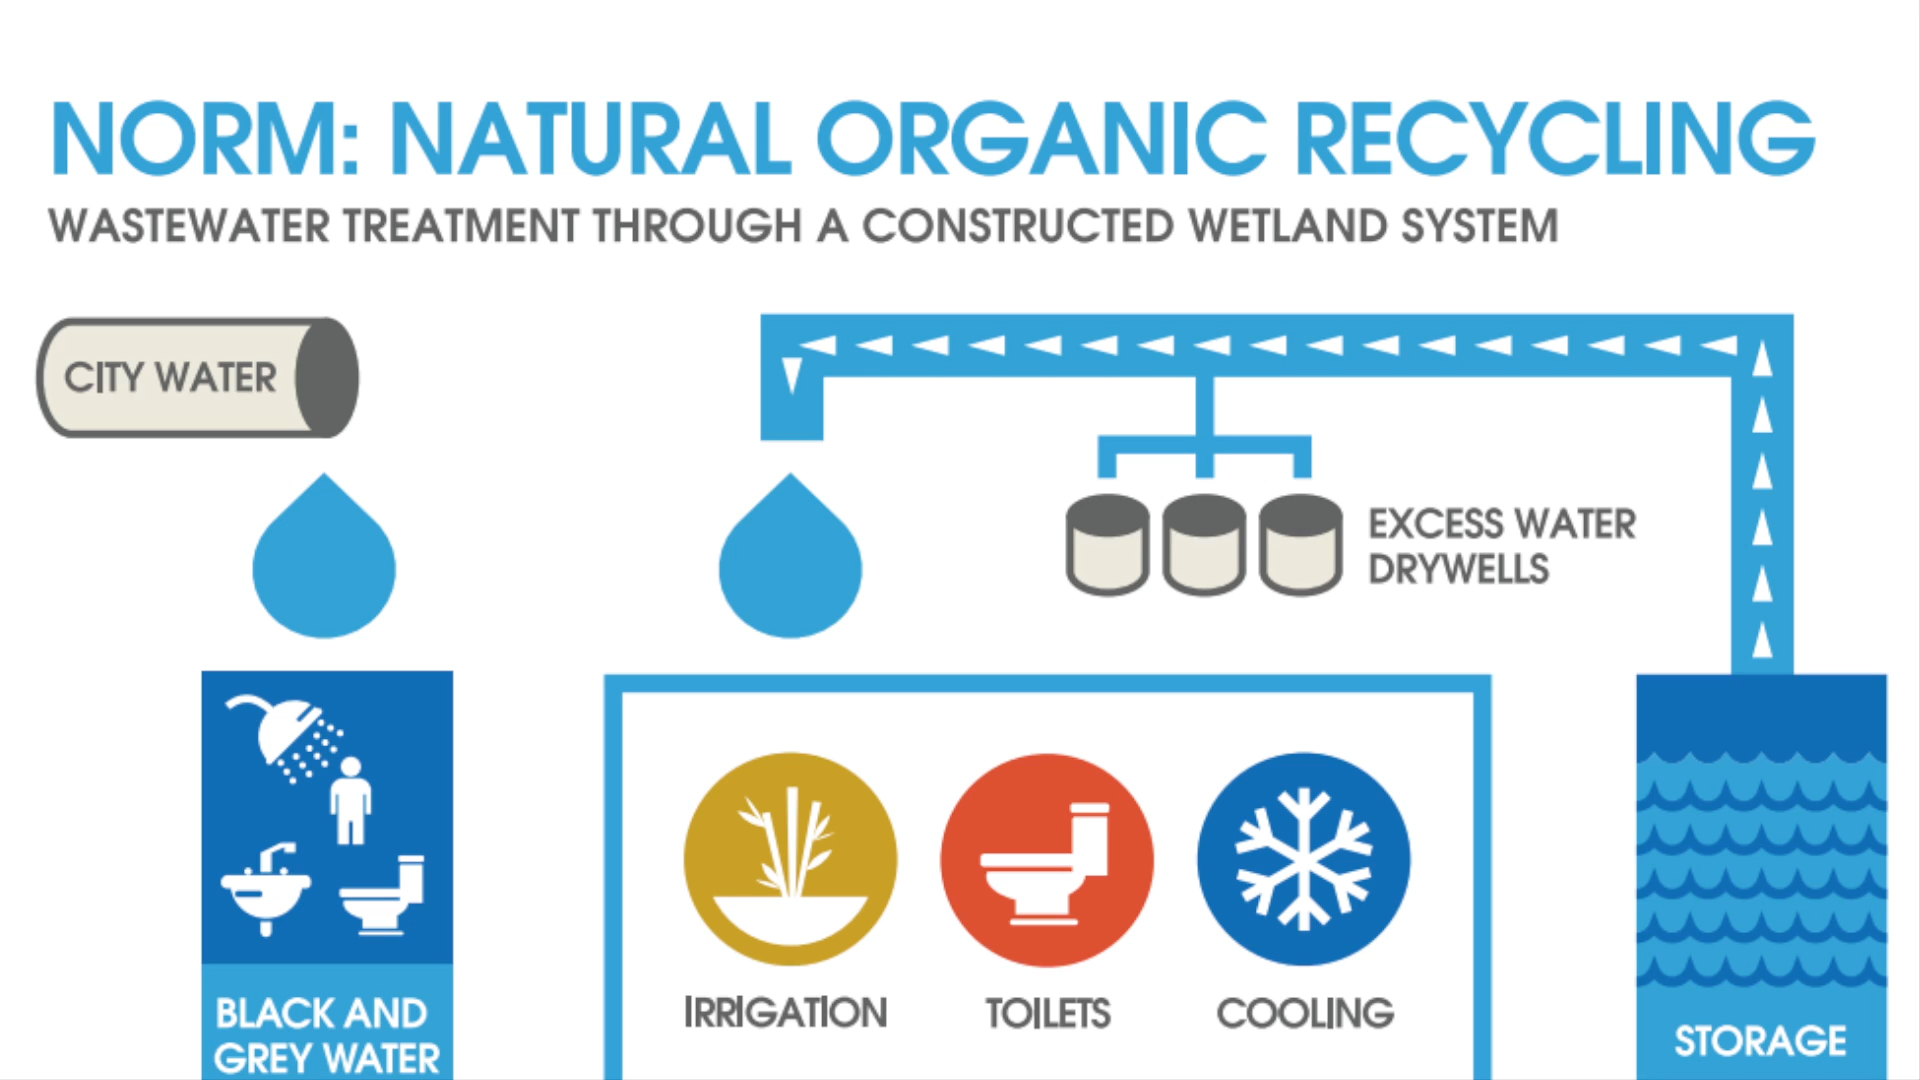 NORM: NATURAL ORGANIC RECYCLING
WASTEWATER TREATMENT THROUGH A CONSTRUCTED WETLAND SYSTEM
CITY WATER
EXCESS WATER
DRYWELLS
BLACK AND
GREY WATER
IRRIGATION
TOILETS
COOLING
STORAGE